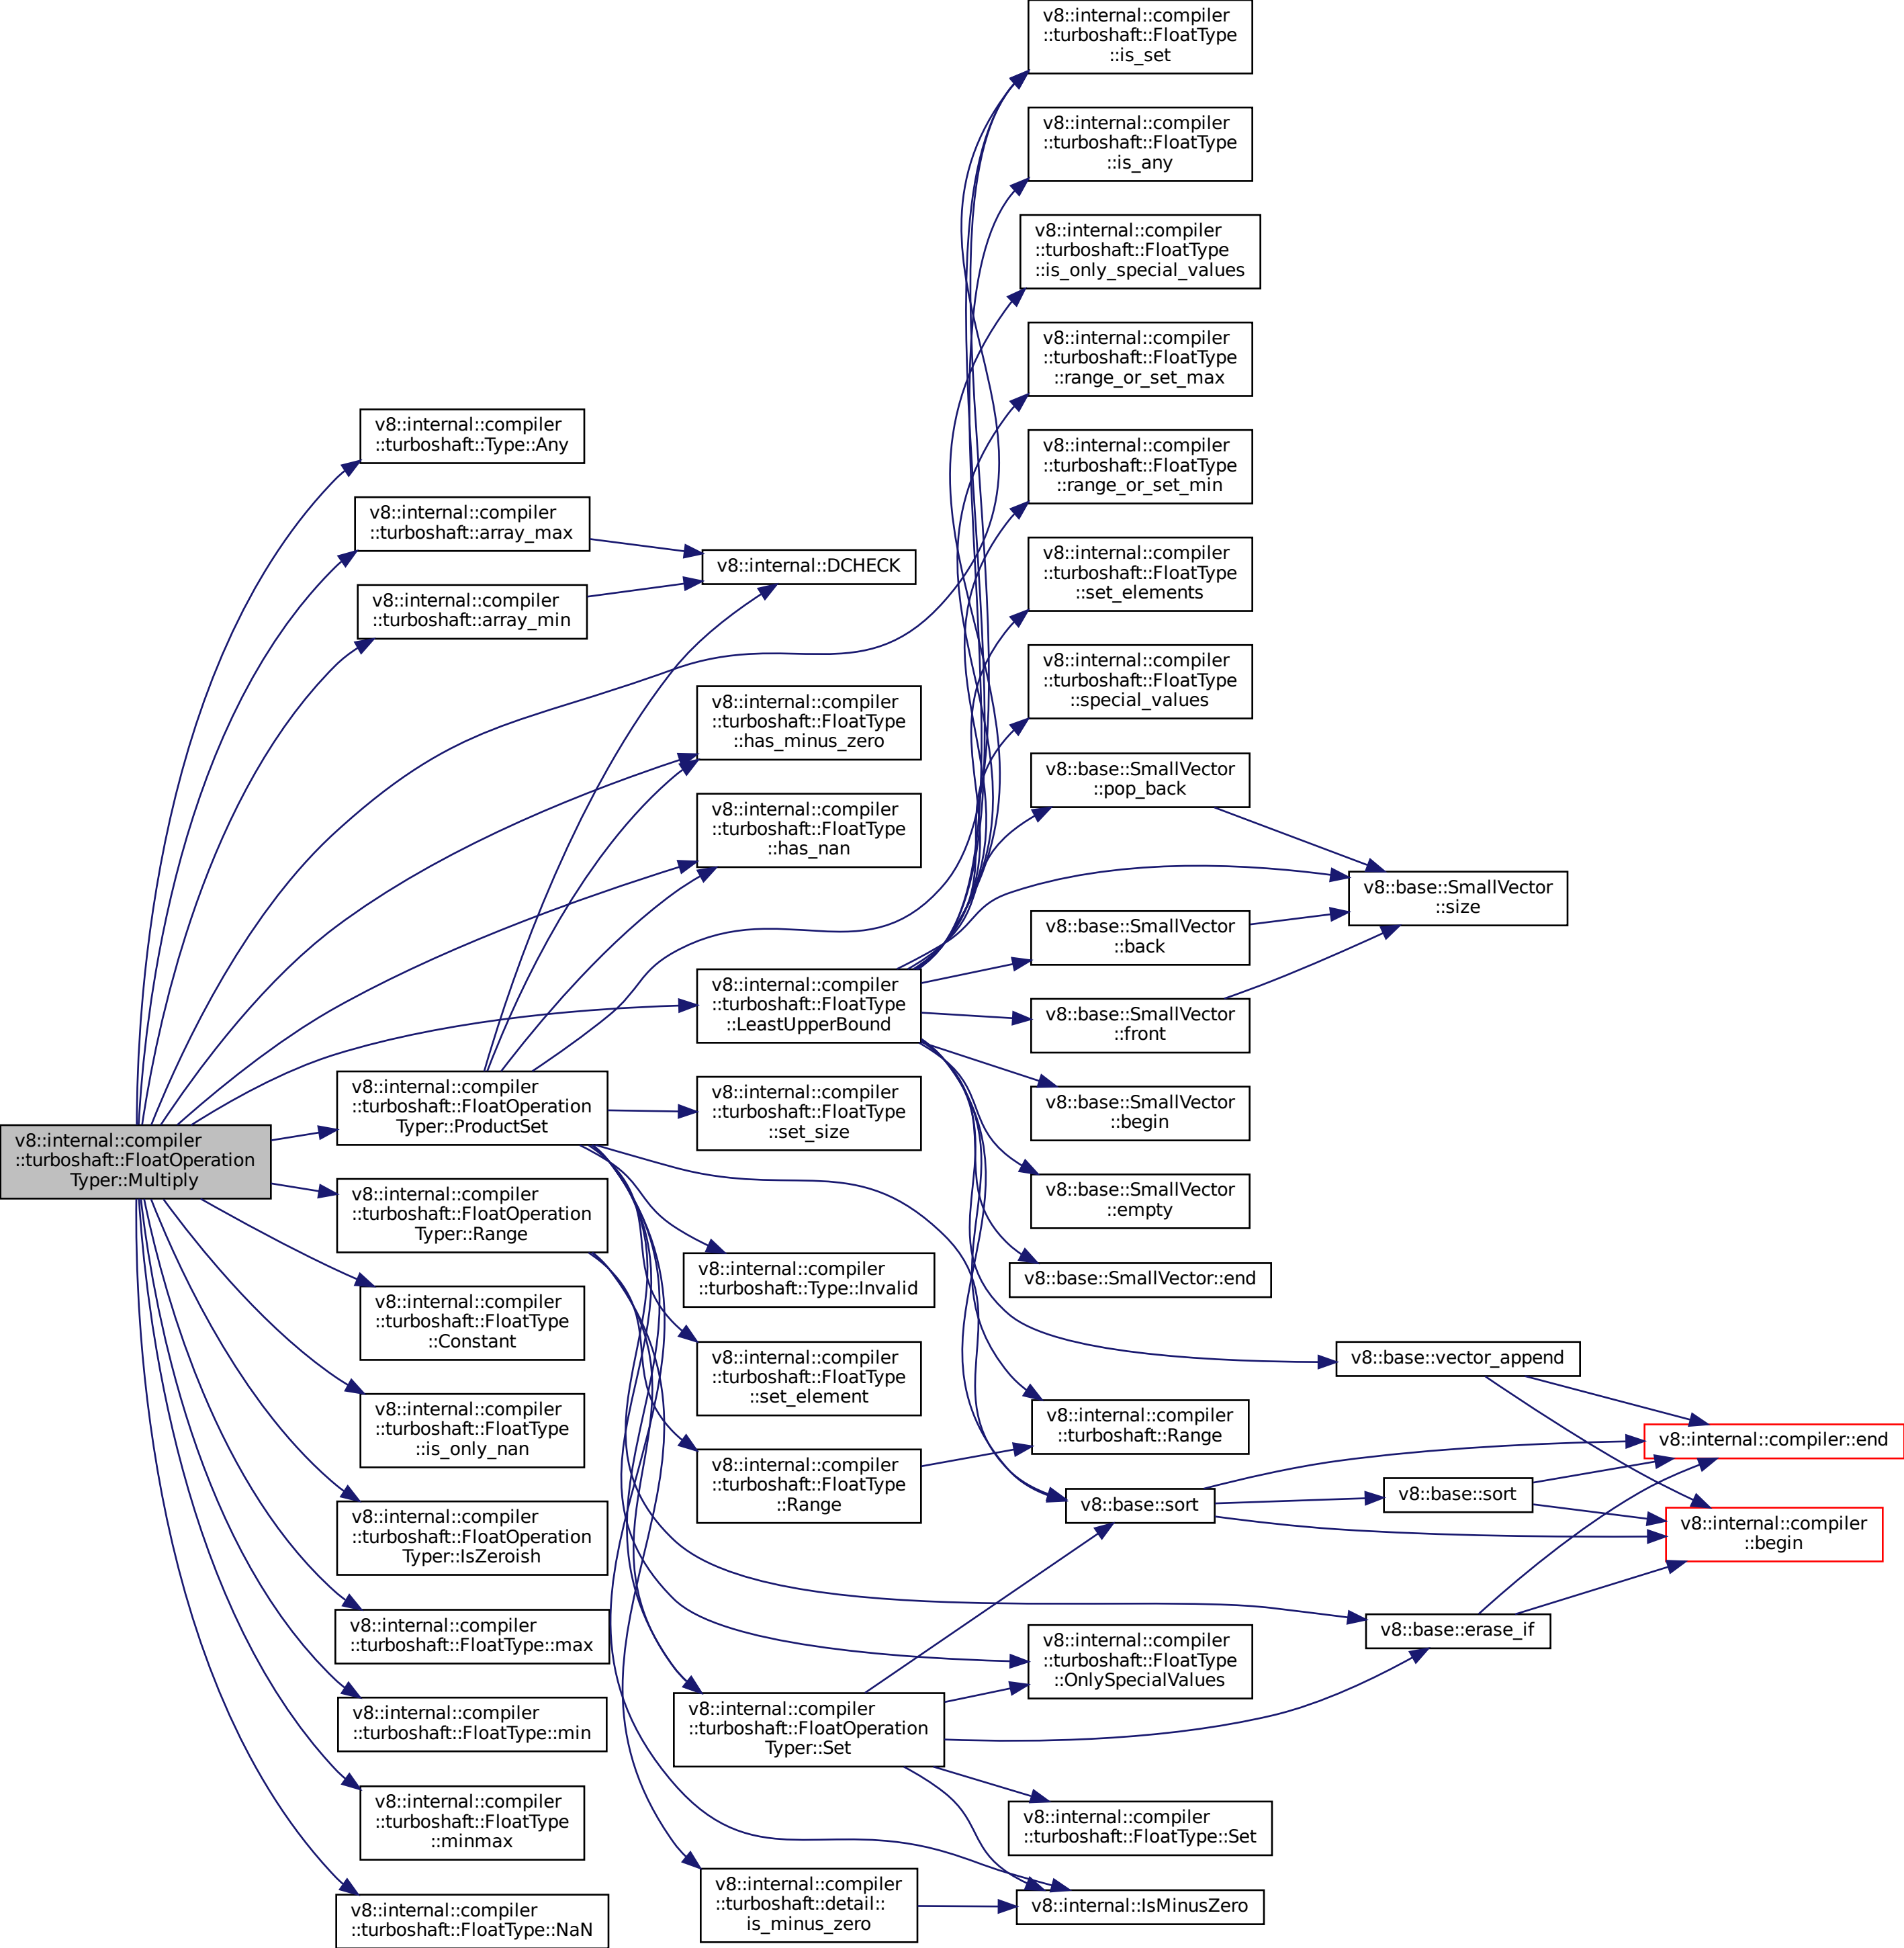 v8::internal::compiler
::turboshaft::FloatType
::is_set
v8::internal::compiler
::turboshaft::FloatType
::is_any
v8::internal::compiler
::turboshaft::FloatType
::is_only_special_values
v8::internal::compiler
::turboshaft::FloatType
::range_or_set_max
v8::internal::compiler
::turboshaft::Type::Any
v8::internal::compiler
::turboshaft::FloatType
::range_or_set_min
v8::internal::compiler
::turboshaft::array_max
v8::internal::DCHECK
v8::internal::compiler
::turboshaft::FloatType
::set_elements
v8::internal::compiler
::turboshaft::array_min
v8::internal::compiler
::turboshaft::FloatType
::special_values
v8::internal::compiler
::turboshaft::FloatType
::has_minus_zero
v8::base::SmallVector
::pop_back
v8::internal::compiler
::turboshaft::FloatType
::has_nan
v8::base::SmallVector
::size
v8::base::SmallVector
::back
v8::internal::compiler
::turboshaft::FloatType
::LeastUpperBound
v8::base::SmallVector
::front
v8::internal::compiler
::turboshaft::FloatOperation
Typer::ProductSet
v8::internal::compiler
::turboshaft::FloatType
::set_size
v8::base::SmallVector
::begin
v8::internal::compiler
::turboshaft::FloatOperation
Typer::Multiply
v8::internal::compiler
::turboshaft::FloatOperation
Typer::Range
v8::base::SmallVector
::empty
v8::internal::compiler
::turboshaft::Type::Invalid
v8::base::SmallVector::end
v8::internal::compiler
::turboshaft::FloatType
::Constant
v8::internal::compiler
::turboshaft::FloatType
::set_element
v8::base::vector_append
v8::internal::compiler
::turboshaft::FloatType
::is_only_nan
v8::internal::compiler
::turboshaft::Range
v8::internal::compiler::end
v8::internal::compiler
::turboshaft::FloatType
::Range
v8::base::sort
v8::base::sort
v8::internal::compiler
::begin
v8::internal::compiler
::turboshaft::FloatOperation
Typer::IsZeroish
v8::internal::compiler
::turboshaft::FloatType::max
v8::base::erase_if
v8::internal::compiler
::turboshaft::FloatType
::OnlySpecialValues
v8::internal::compiler
::turboshaft::FloatType::min
v8::internal::compiler
::turboshaft::FloatOperation
Typer::Set
v8::internal::compiler
::turboshaft::FloatType
::minmax
v8::internal::compiler
::turboshaft::FloatType::Set
v8::internal::compiler
::turboshaft::FloatType::NaN
v8::internal::compiler
::turboshaft::detail::
is_minus_zero
v8::internal::IsMinusZero